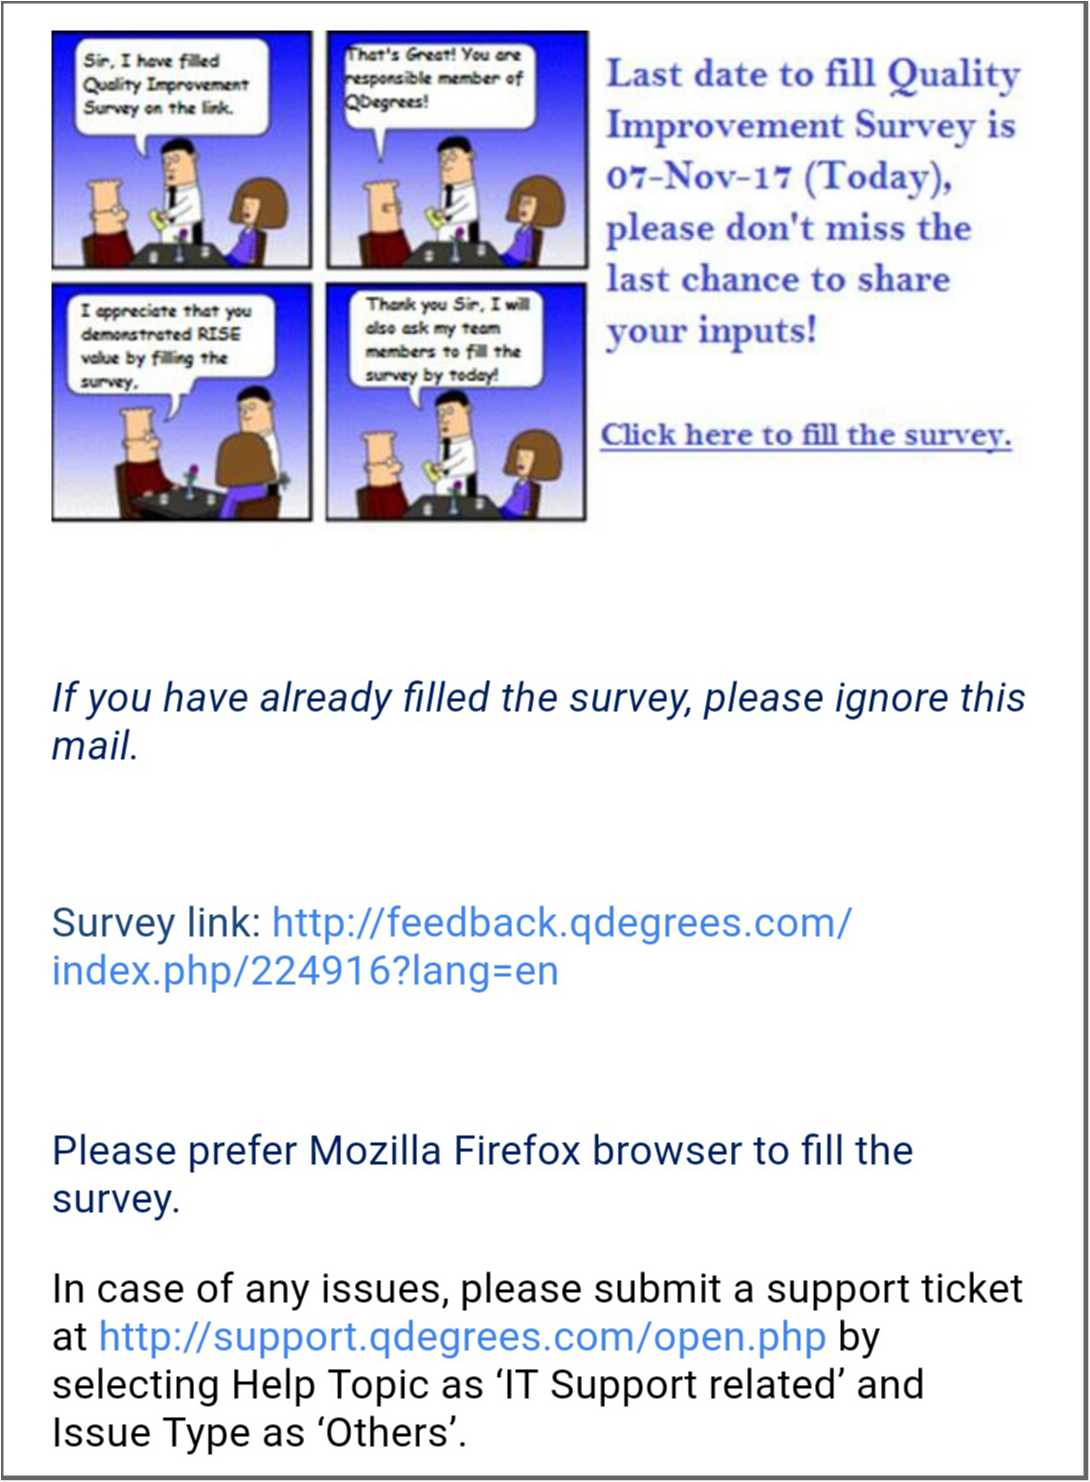 Sir, I have filled
Quality Improvement
Survey on the link.
That's Great! You are
responsible member of
QDegrees!
I appreciate that you
demonstrated RISE
value by filling the
survey.
Thank you Sir, I will
also ask my team
members to fill the
survey by today!
Last date to fill Quality
Improvement Survey is
07-Nov-17 (Today),
please don't miss the
last chance to share
your inputs!
Click here to fill the survey.
If you have already filled the survey, please ignore this
mail.
Survey link: http://feedback.qdegrees.com/
index.php/224916?lang=en
Please prefer Mozilla Firefox browser to fill the
survey.
In case of any issues, please submit a support ticket
at http://support.qdegrees.com/open.php by
selecting Help Topic as ‘IT Support related’ and
Issue Type as ‘Others’.